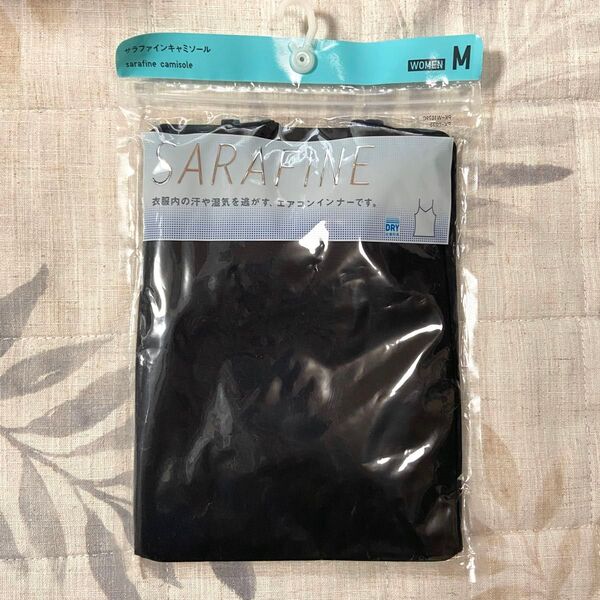 サラファインキャミソール
sarafine camisole
WOMEN M
SARAFINE
衣服内の汗や湿気を逃がす、エアコンインナーです。
DRY